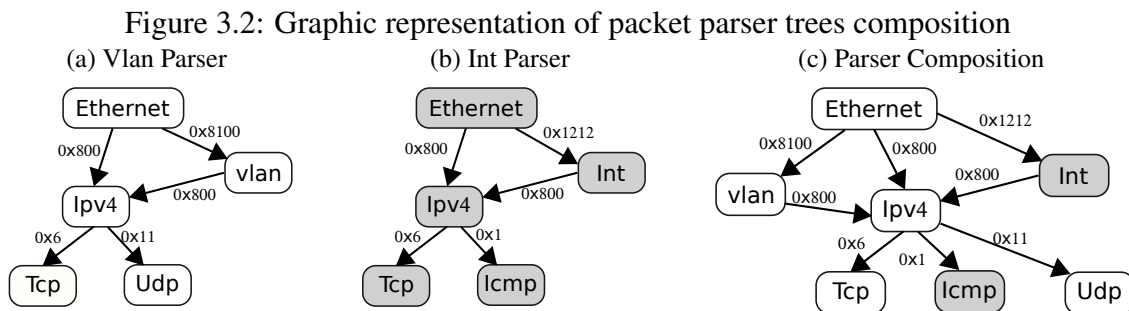 Figure 3.2: Graphic representation of packet parser trees composition
(a) Vlan Parser
Ethernet
0x800
0x8100
vlan
0x800
Ipv4
0x6
0x11
Tcp
Udp
(b) Int Parser
Ethernet
0x800
0x1212
Int
0x800
Ipv4
0x6
0x1
Tcp
Icmp
(c) Parser Composition
Ethernet
0x8100
0x800
0x1212
vlan
0x800
0x800
Int
Ipv4
0x6
0x1
0x11
Tcp
Icmp
Udp